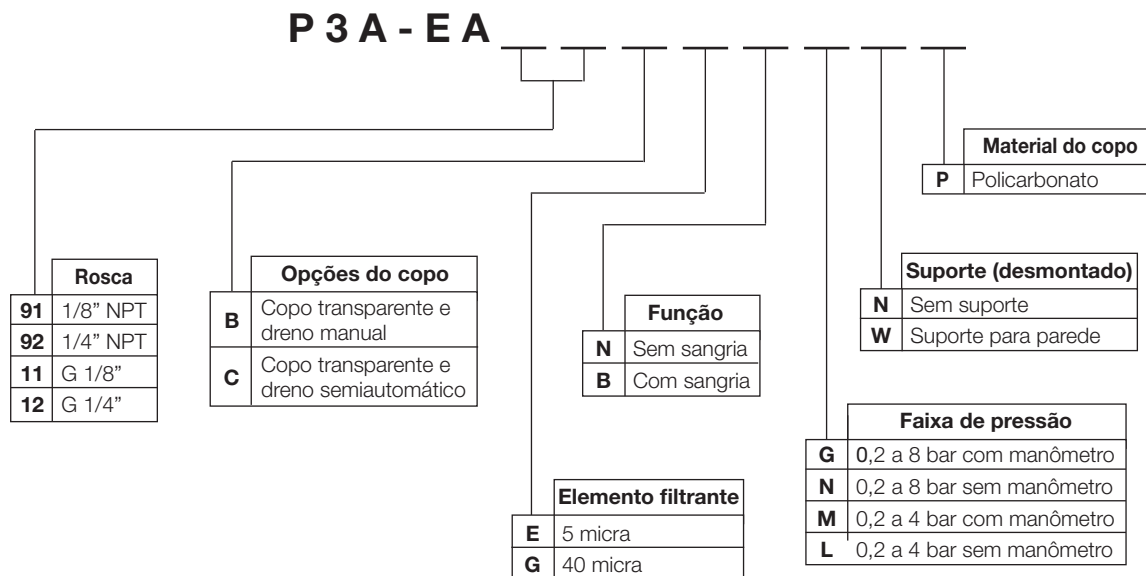 P 3 A - E A
Material do copo
P Policarbonato
Suporte (desmontado)
N Sem suporte
W Suporte para parede
Rosca
91 1/8” NPT
92 1/4” NPT
11 G 1/8”
12 G 1/4”
Opções do copo
B Copo transparente e
dreno manual
C Copo transparente e
dreno semiautomático
Função
N Sem sangria
B Com sangria
Faixa de pressão
G 0,2 a 8 bar com manômetro
N 0,2 a 8 bar sem manômetro
M 0,2 a 4 bar com manômetro
L 0,2 a 4 bar sem manômetro
Elemento filtrante
E 5 micra
G 40 micra